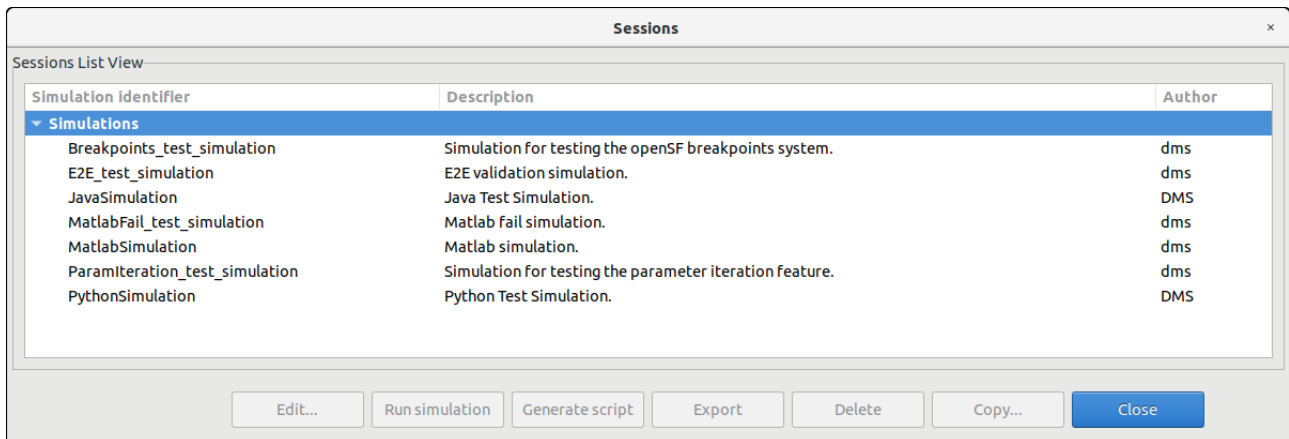 Sessions
Sessions List View
Simulation identifier Description Author
Simulations
Breakpoints_test_simulation Simulation for testing the openSF breakpoints system. dms
E2E_test_simulation E2E validation simulation. dms
JavaSimulation Java Test Simulation. DMS
MatlabFail_test_simulation Matlab fail simulation. dms
MatlabSimulation Matlab simulation. dms
ParamIteration_test_simulation Simulation for testing the parameter iteration feature. dms
PythonSimulation Python Test Simulation. DMS
Edit... Run simulation Generate script Export Delete Copy... Close